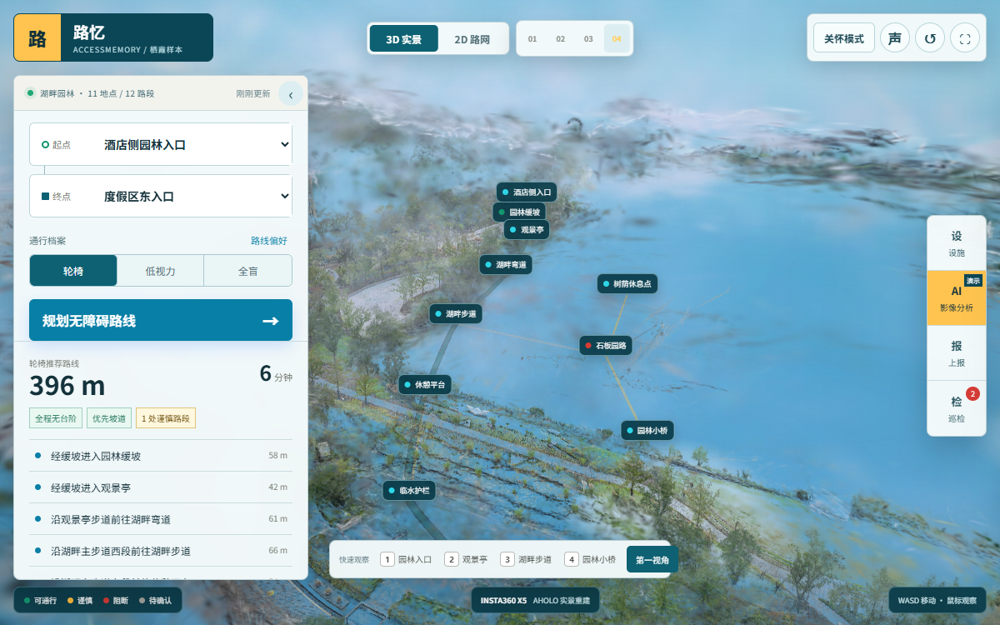 路
路忆
ACCESSMEMORY / 栖霞样本
3D 实景
2D 路网
01
02
03
04
关怀模式
声
↺
湖畔园林 · 11 地点 / 12 路段
刚刚更新
‹
起点
酒店侧园林入口
终点
度假区东入口
通行档案
路线偏好
轮椅
低视力
全盲
规划无障碍路线 →
轮椅推荐路线
396 m
6 分钟
全程无台阶
优先坡道
1 处谨慎路段
经缓坡进入园林缓坡
58 m
经缓坡进入观景亭
42 m
沿观景亭步道前往湖畔弯道
61 m
沿湖畔主步道西段前往湖畔步道
66 m
酒店侧入口
园林缓坡
观景亭
湖畔弯道
树荫休息点
湖畔步道
石板园路
休憩平台
园林小桥
临水护栏
设
设施
演示
AI
影像分析
报
上报
2
检
巡检
快速观察
1 园林入口
2 观景亭
3 湖畔步道
4 园林小桥
第一视角
可通行
谨慎
阻断
待确认
INSTA360 X5 AHOLO 实景重建
WASD 移动 · 鼠标观察